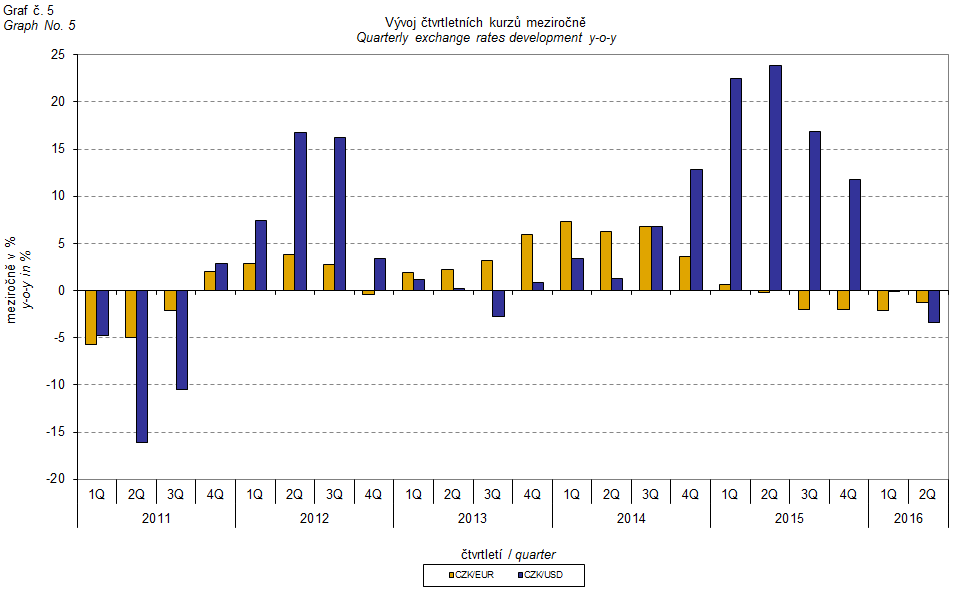 Graf č. 5
Graph No. 5
Vývoj čtvrtletních kurzů meziročně
Quarterly exchange rates development y-o-y
meziročně v %
y-o-y in %
25
20
15
10
5
0
-5
-10
-15
-20
1Q 2Q 3Q 4Q 1Q 2Q 3Q 4Q 1Q 2Q 3Q 4Q 1Q 2Q 3Q 4Q 1Q 2Q 3Q 4Q 1Q 2Q
2011 2012 2013 2014 2015 2016
čtvrtletí / quarter
CZK/EUR CZK/USD